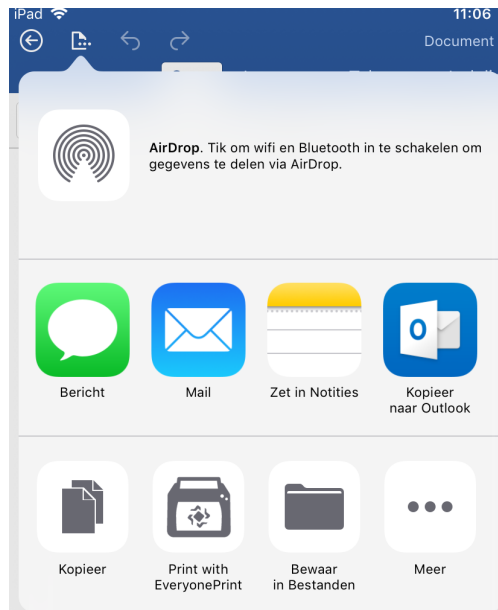 iPad 11:06
Document
AirDrop. Tik om wifi en Bluetooth in te schakelen om
gegevens te delen via AirDrop.
Bericht Mail Zet in Notities Kopieer
naar Outlook
Kopieer Print with Bewaar Meer
EveryonePrint in Bestanden